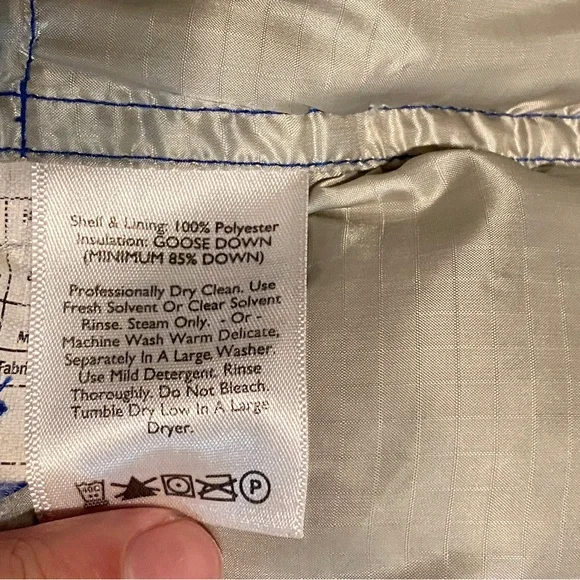 Shell & Lining: 100% Polyester
Insulation: GOOSE DOWN
(MINIMUM 85% DOWN)
Professionally Dry Clean. Use
Fresh Solvent Or Clear Solvent
Rinse. Steam Only. - Or -
Machine Wash Warm Delicate,
Separately In A Large Washer.
Use Mild Detergent. Rinse
Thoroughly. Do Not Bleach.
Tumble Dry Low In A Large
Dryer.
40C P